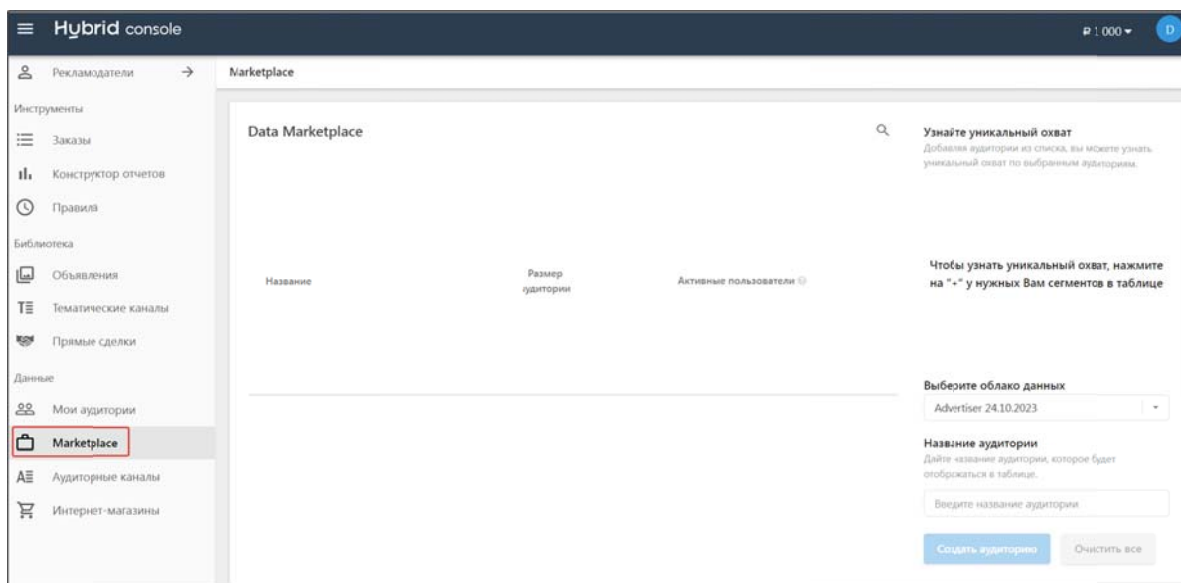 Hybrid console
₽ 1 000
D
Рекламодатели
Marketplace
Инструменты
Заказы
Конструктор отчетов
Правила
Библиотека
Объявления
Тематические каналы
Прямые сделки
Данные
Мои аудитории
Marketplace
Аудиторные каналы
Интернет-магазины
Data Marketplace
Название
Размер
аудитории
Активные пользователи
Узнайте уникальный охват
Добавляя аудитории из списка, вы можете узнать
уникальный охват по выбранным аудиториям.
Чтобы узнать уникальный охват, нажмите
на "+" у нужных Вам сегментов в таблице
Выберите облако данных
Advertiser 24.10.2023
Название аудитории
Дайте название аудитории, которое будет
отображаться в таблице.
Введите название аудитории
Создать аудиторию
Очистить все